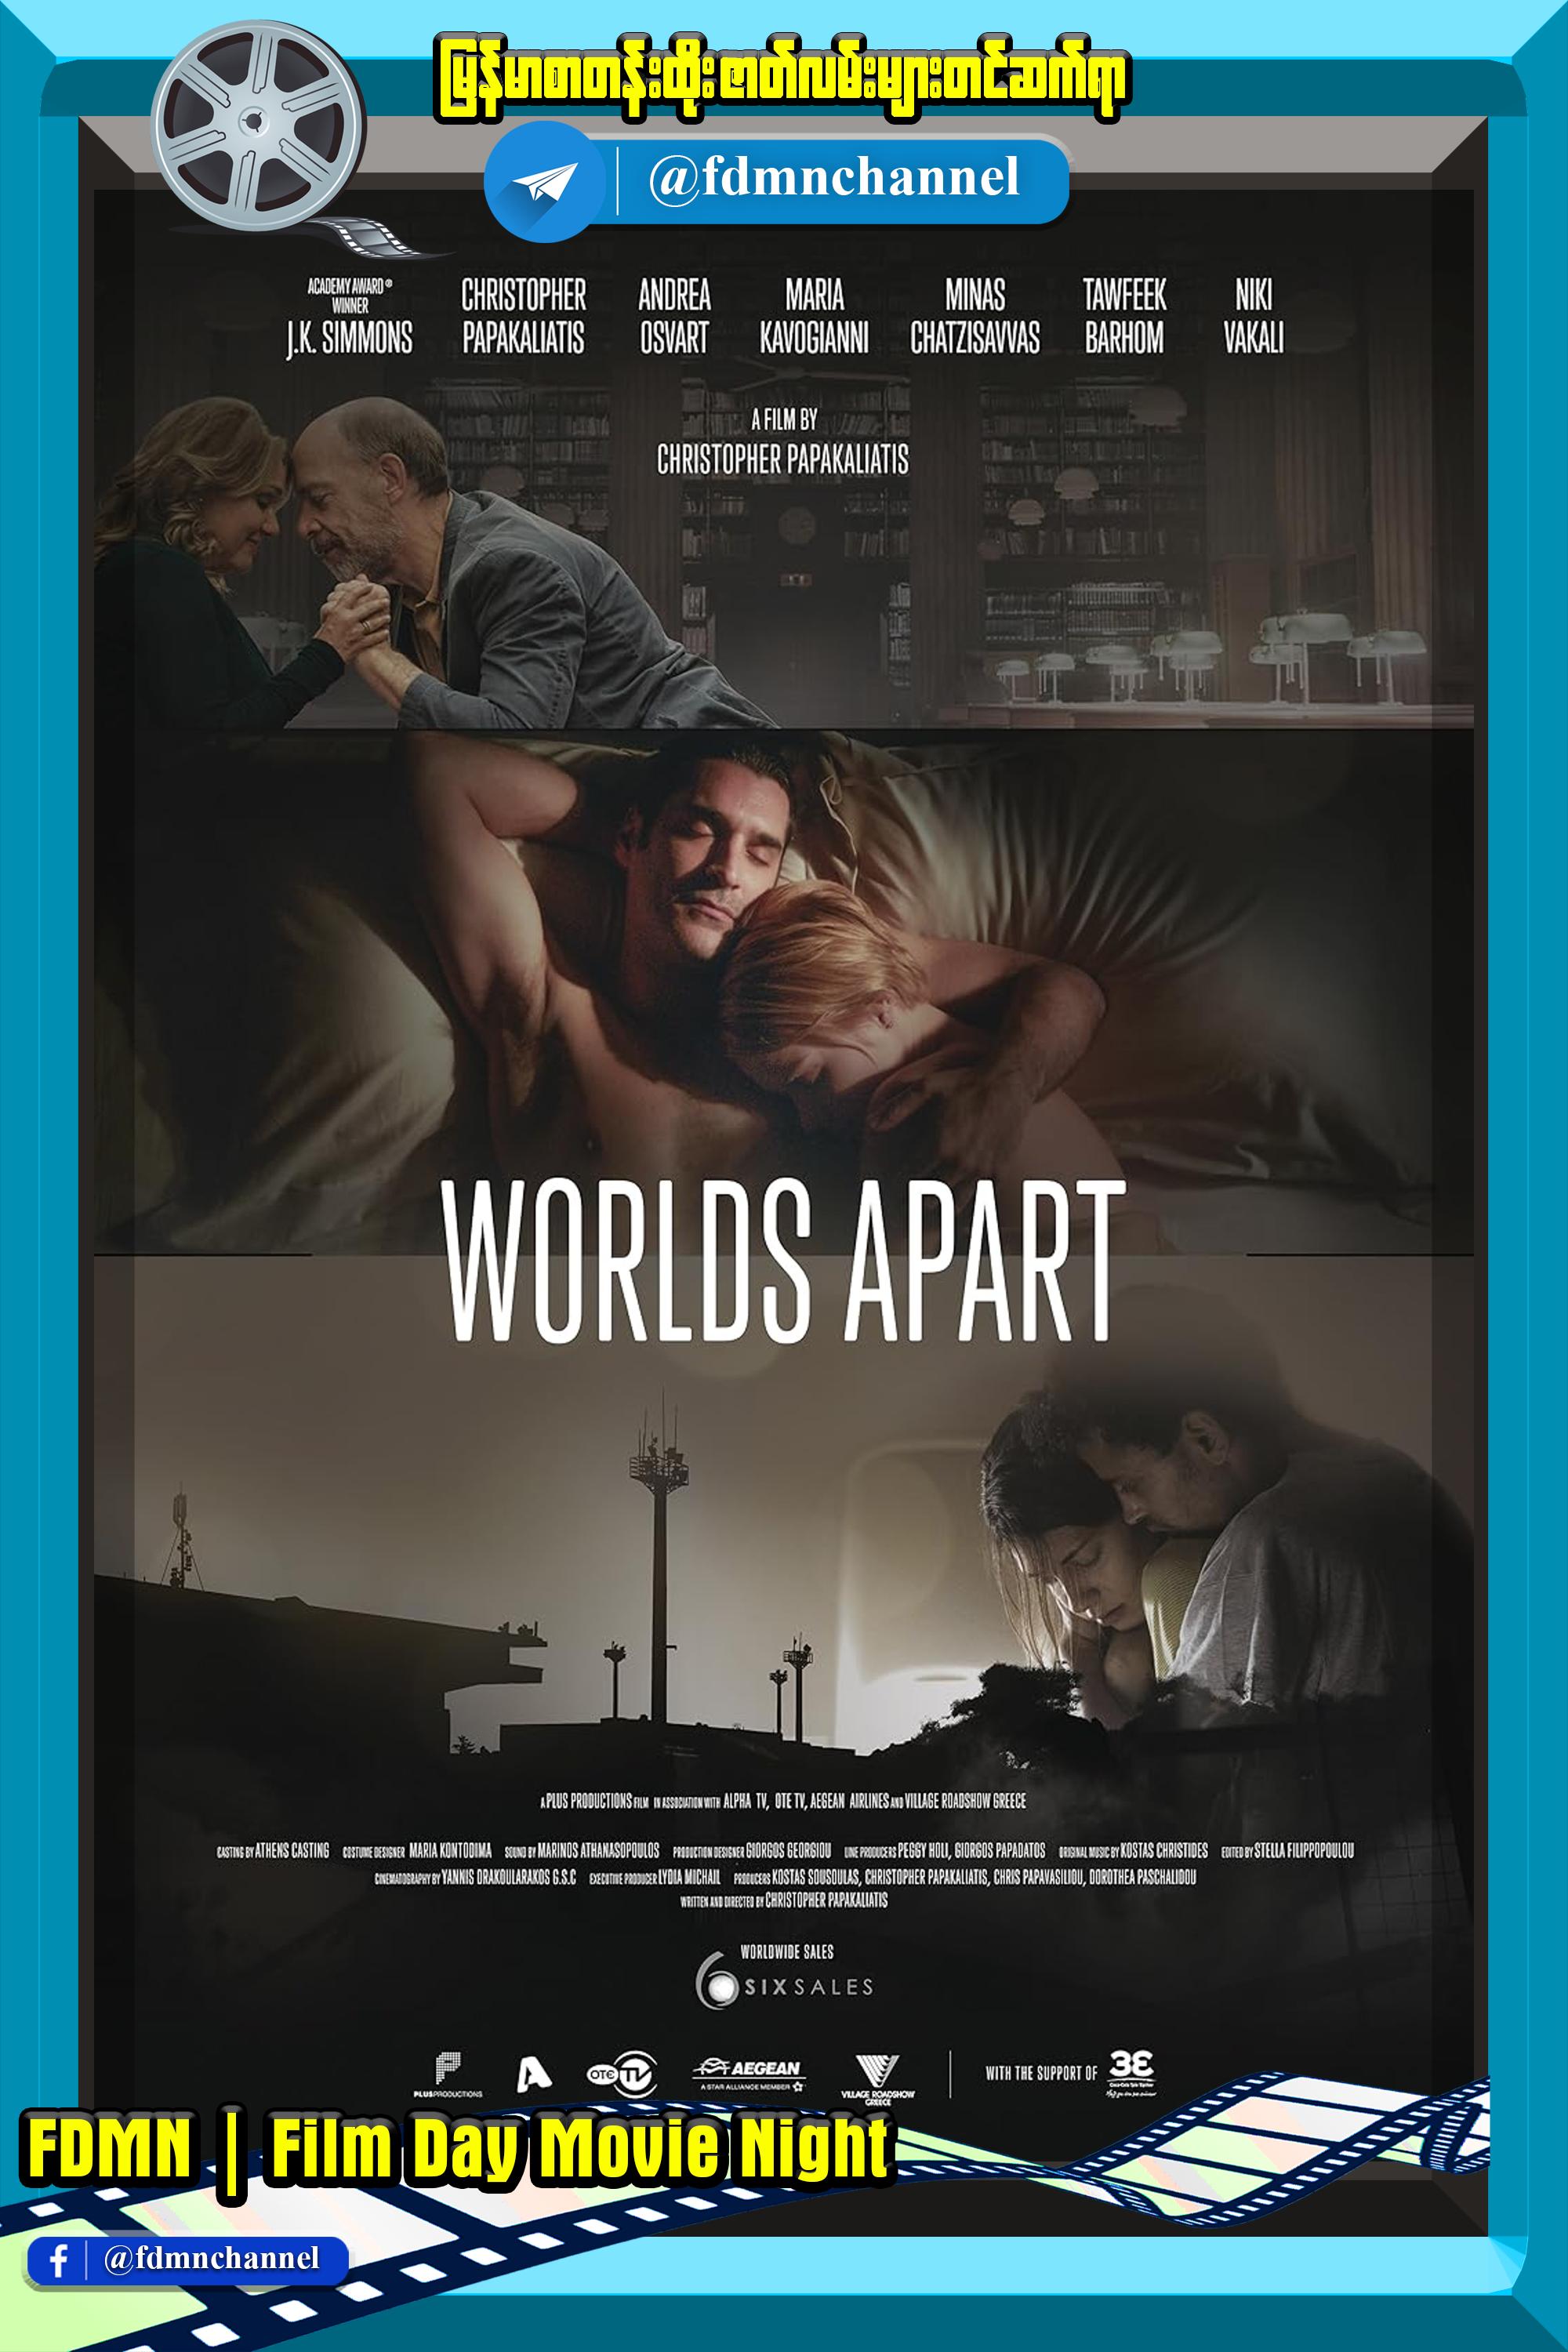 မြန်မာစာတန်းထိုး ဇာတ်လမ်းများတင်ဆက်ရာ
@fdmnchannel
ACADEMY AWARD® WINNER J.K. SIMMONS
CHRISTOPHER PAPAKALIATIS
ANDREA OSVART
MARIA KAVOGIANNI
MINAS CHATZISAVVAS
TAWFEEK BARHOM
NIKI VAKALI
A FILM BY
CHRISTOPHER PAPAKALIATIS
WORLDS APART
A PLUS PRODUCTIONS FILM IN ASSOCIATION WITH ALPHA TV, OTE TV, AEGEAN AIRLINES AND VILLAGE ROADSHOW GREECE
CASTING BY ATHENS CASTING COSTUME DESIGNER MARIA KONTODIMA SOUND BY MARINOS ATHANASOPOULOS PRODUCTION DESIGNER GIORGOS GEORGIOU LINE PRODUCERS PEGGY HOLL, GIORGOS PAPADATOS ORIGINAL MUSIC BY KOSTAS CHRISTIDES EDITED BY STELLA FILIPPOPOULOU
CINEMATOGRAPHY BY YANNIS DRAKOULARAKOS G.S.C EXECUTIVE PRODUCER LYDIA MICHAIL PRODUCERS KOSTAS SOUSOULAS, CHRISTOPHER PAPAKALIATIS, CHRIS PAPAVASILIOU, DOROTHEA PASCHALIDOU
WRITTEN AND DIRECTED BY CHRISTOPHER PAPAKALIATIS
WORLDWIDE SALES
6 SIX SALES
PLUSPRODUCTIONS
OTE TV
AEGEAN
A STAR ALLIANCE MEMBER
VILLAGE ROADSHOW
GREECE
WITH THE SUPPORT OF 3E
FDMN | Film Day Movie Night
f @fdmnchannel